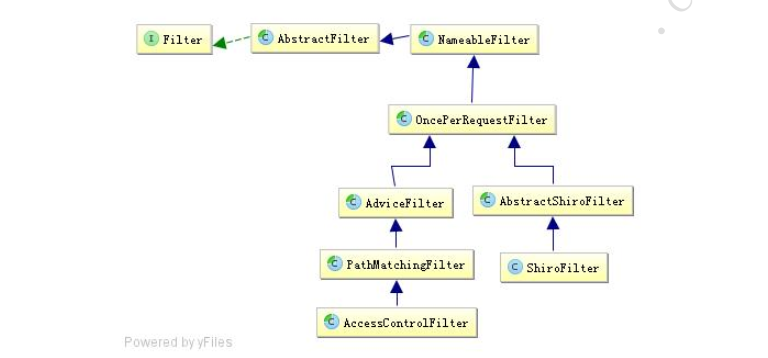 I Filter
C AbstractFilter
C NameableFilter
C OncePerRequestFilter
C AdviceFilter
C AbstractShiroFilter
C PathMatchingFilter
C ShiroFilter
C AccessControlFilter
Powered by yFiles